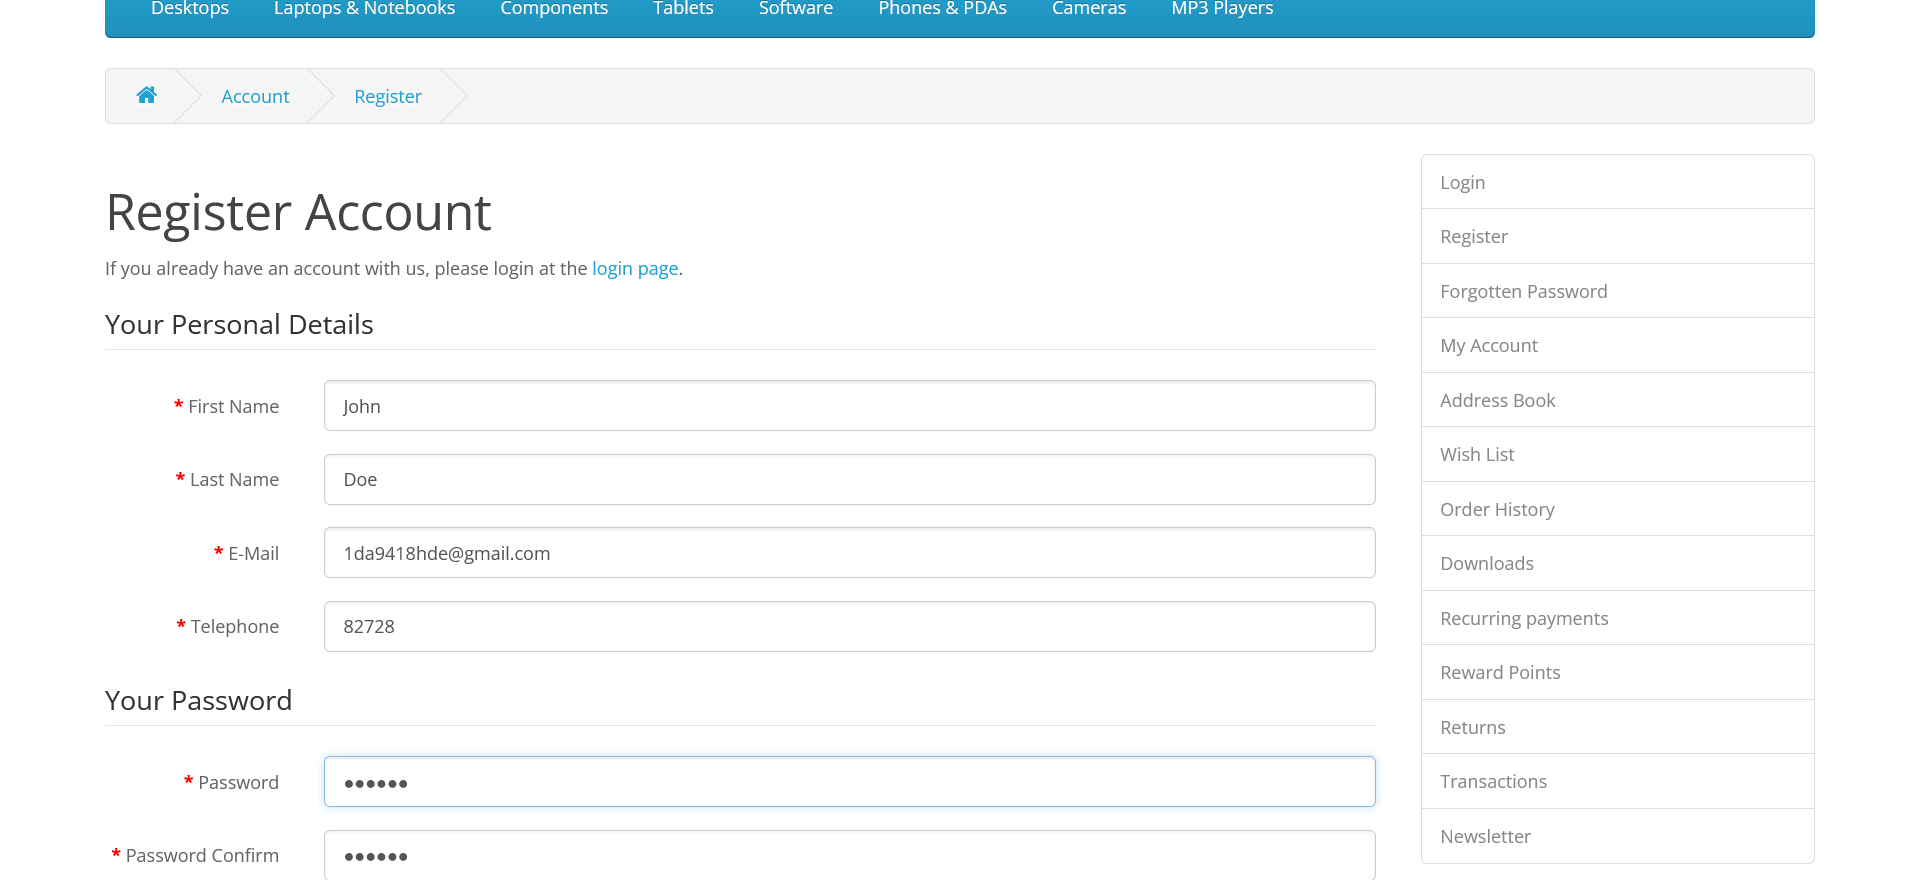 Desktops Laptops & Notebooks Components Tablets Software Phones & PDAs Cameras MP3 Players
Account Register
Register Account
If you already have an account with us, please login at the login page.
Your Personal Details
* First Name John
* Last Name Doe
* E-Mail 1da9418hde@gmail.com
* Telephone 82728
Your Password
* Password ●●●●●●
* Password Confirm ●●●●●●
Login
Register
Forgotten Password
My Account
Address Book
Wish List
Order History
Downloads
Recurring payments
Reward Points
Returns
Transactions
Newsletter